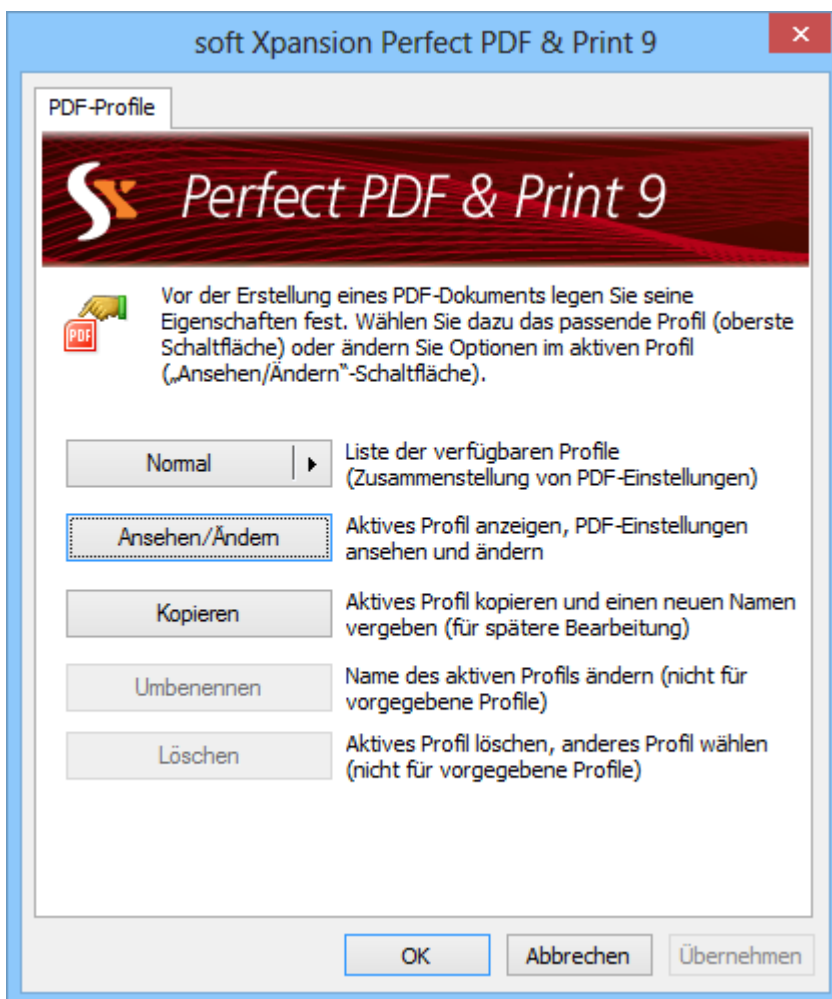 soft Xpansion Perfect PDF & Print 9
PDF-Profile
Sx Perfect PDF & Print 9
PDF
Vor der Erstellung eines PDF-Dokuments legen Sie seine
Eigenschaften fest. Wählen Sie dazu das passende Profil (oberste
Schaltfläche) oder ändern Sie Optionen im aktiven Profil
(„Ansehen/Ändern“-Schaltfläche).
Normal
Liste der verfügbaren Profile
(Zusammenstellung von PDF-Einstellungen)
Ansehen/Ändern
Aktives Profil anzeigen, PDF-Einstellungen
ansehen und ändern
Kopieren
Aktives Profil kopieren und einen neuen Namen
vergeben (für spätere Bearbeitung)
Umbenennen
Name des aktiven Profils ändern (nicht für
vorgegebene Profile)
Löschen
Aktives Profil löschen, anderes Profil wählen
(nicht für vorgegebene Profile)
OK
Abbrechen
Übernehmen